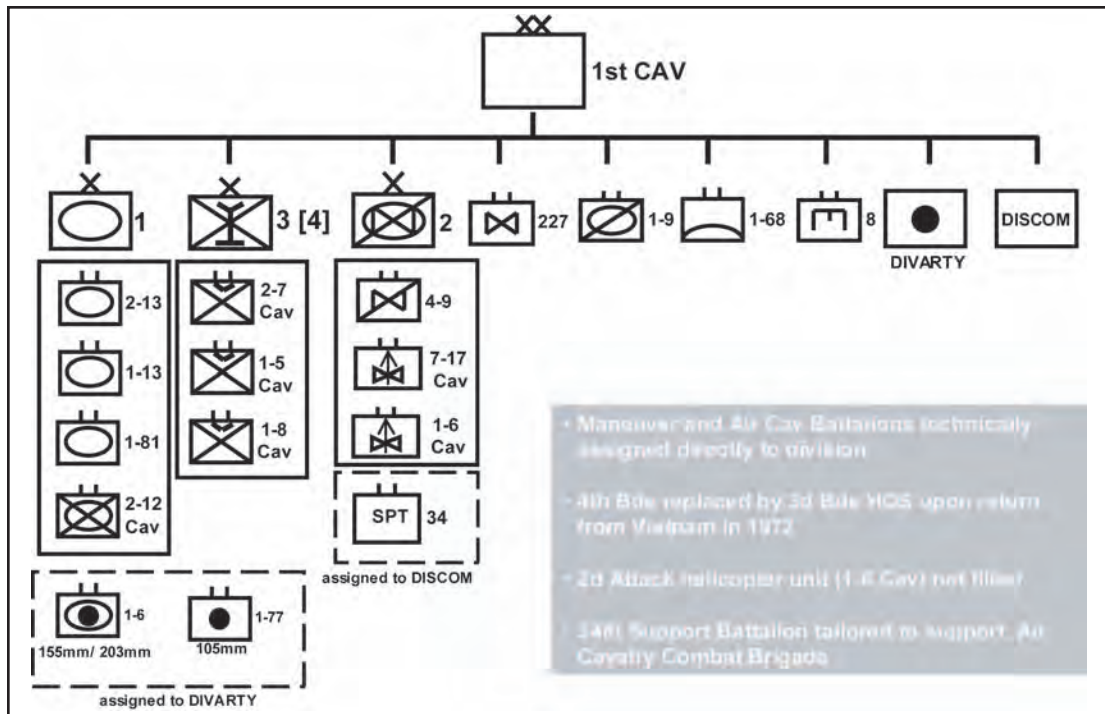 1st CAV
1
3 [4]
2
227
1-9
1-68
8
DIVARTY
DISCOM
2-13
1-13
1-81
2-12
Cav
2-7
Cav
1-5
Cav
1-8
Cav
4-9
7-17
Cav
1-6
Cav
SPT
34
assigned to DISCOM
1-6
155mm/ 203mm
1-77
105mm
assigned to DIVARTY
• Maneuver and Air Cav Battalions technically
assigned directly to division
• 4th Bde replaced by 3d Bde HQS upon return
from Vietnam in 1972
• 2d Attack helicopter unit (1-6 Cav) not filled
• 34th Support Battalion tailored to support Air
Cavalry Combat Brigade